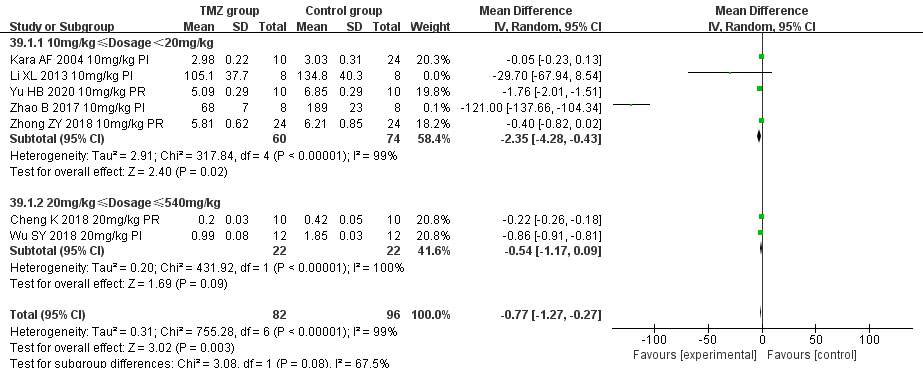 TMZ group Control group Mean Difference Mean Difference
Study or Subgroup Mean SD Total Mean SD Total Weight IV, Random, 95% CI IV, Random, 95% CI
39.1.1 10mg/kg≤Dosage<20mg/kg
Kara AF 2004 10mg/kg PI 2.98 0.22 10 3.03 0.31 24 20.3% -0.05 [-0.23, 0.13]
Li XL 2013 10mg/kg PI 105.1 37.7 8 134.8 40.3 8 0.0% -29.70 [-67.94, 8.54]
Yu HB 2020 10mg/kg PR 5.09 0.29 10 6.85 0.29 10 19.8% -1.76 [-2.01, -1.51]
Zhao B 2017 10mg/kg PI 68 7 8 189 23 8 0.1% -121.00 [-137.66, -104.34]
Zhong ZY 2018 10mg/kg PR 5.81 0.62 24 6.21 0.85 24 18.2% -0.40 [-0.82, 0.02]
Subtotal (95% CI) 60 74 58.4% -2.35 [-4.28, -0.43]
Heterogeneity: Tau² = 2.91; Chi² = 317.84, df = 4 (P < 0.00001); I² = 99%
Test for overall effect: Z = 2.40 (P = 0.02)
39.1.2 20mg/kg≤Dosage≤540mg/kg
Cheng K 2018 20mg/kg PR 0.2 0.03 10 0.42 0.05 10 20.8% -0.22 [-0.26, -0.18]
Wu SY 2018 20mg/kg PI 0.99 0.08 12 1.85 0.03 12 20.8% -0.86 [-0.91, -0.81]
Subtotal (95% CI) 22 22 41.6% -0.54 [-1.17, 0.09]
Heterogeneity: Tau² = 0.20; Chi² = 431.92, df = 1 (P < 0.00001); I² = 100%
Test for overall effect: Z = 1.69 (P = 0.09)
Total (95% CI) 82 96 100.0% -0.77 [-1.27, -0.27]
Heterogeneity: Tau² = 0.31; Chi² = 755.28, df = 6 (P < 0.00001); I² = 99%
Test for overall effect: Z = 3.02 (P = 0.003)
Test for subgroup differences: Chi² = 3.08, df = 1 (P = 0.08), I² = 67.5%
-100 -50 0 50 100
Favours [experimental] Favours [control]